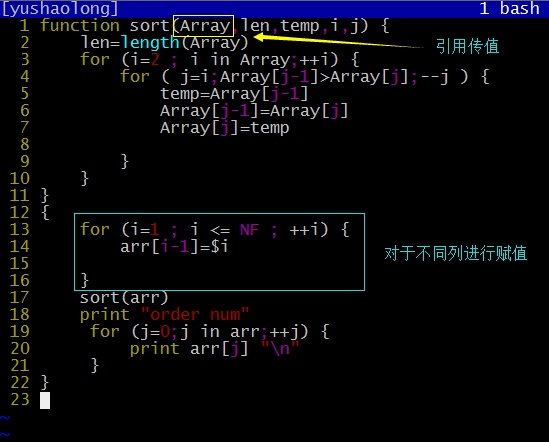 [yushaolong] 1 bash
1 function sort(Array,len,temp,i,j) {
引用传值
2 len=length(Array)
3 for (i=2 ; i in Array;++i) {
4 for ( j=i;Array[j-1]>Array[j];--j ) {
5 temp=Array[j-1]
6 Array[j-1]=Array[j]
7 Array[j]=temp
8
9 }
10 }
11 }
12 {
13 for (i=1 ; i <= NF ; ++i) {
14 arr[i-1]=$i
对于不同列进行赋值
15
16 }
17 sort(arr)
18 print "order num"
19 for (j=0;j in arr;++j) {
20 print arr[j] "\n"
21 }
22 }
23
~
~